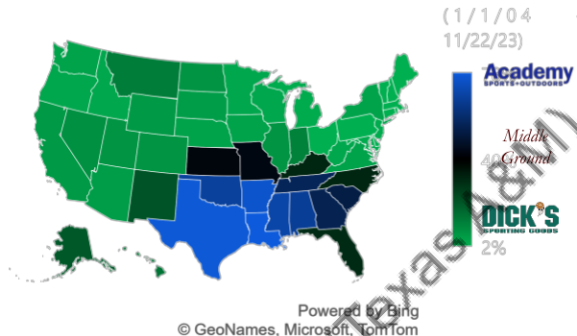 (1/1/04
11/22/23)
Academy
SPORTS+OUTDOORS
Middle
Ground
DICK'S
SPORTING GOODS
2%
Texas A&M)
Powered by Bing
© GeoNames, Microsoft, TomTom